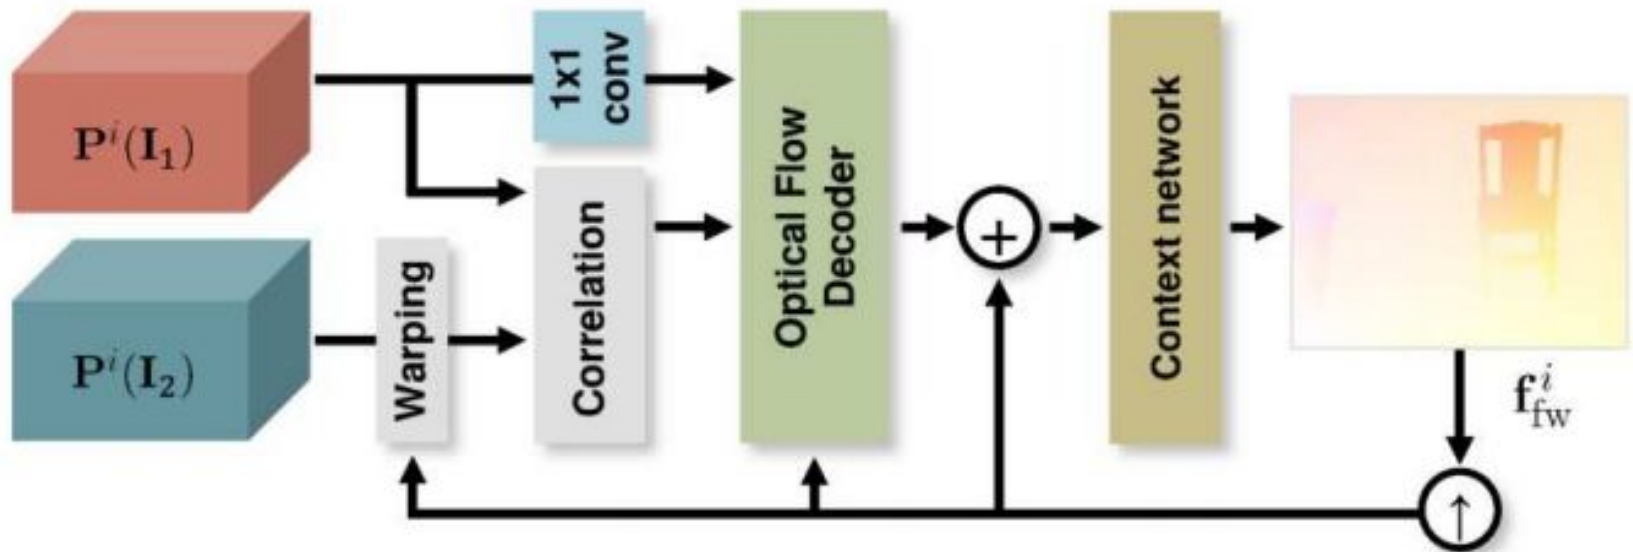 P^i(I_1)
1x1
conv
P^i(I_2)
Warping
Correlation
Optical Flow
Decoder
+
Context network
f^i_fw
↑